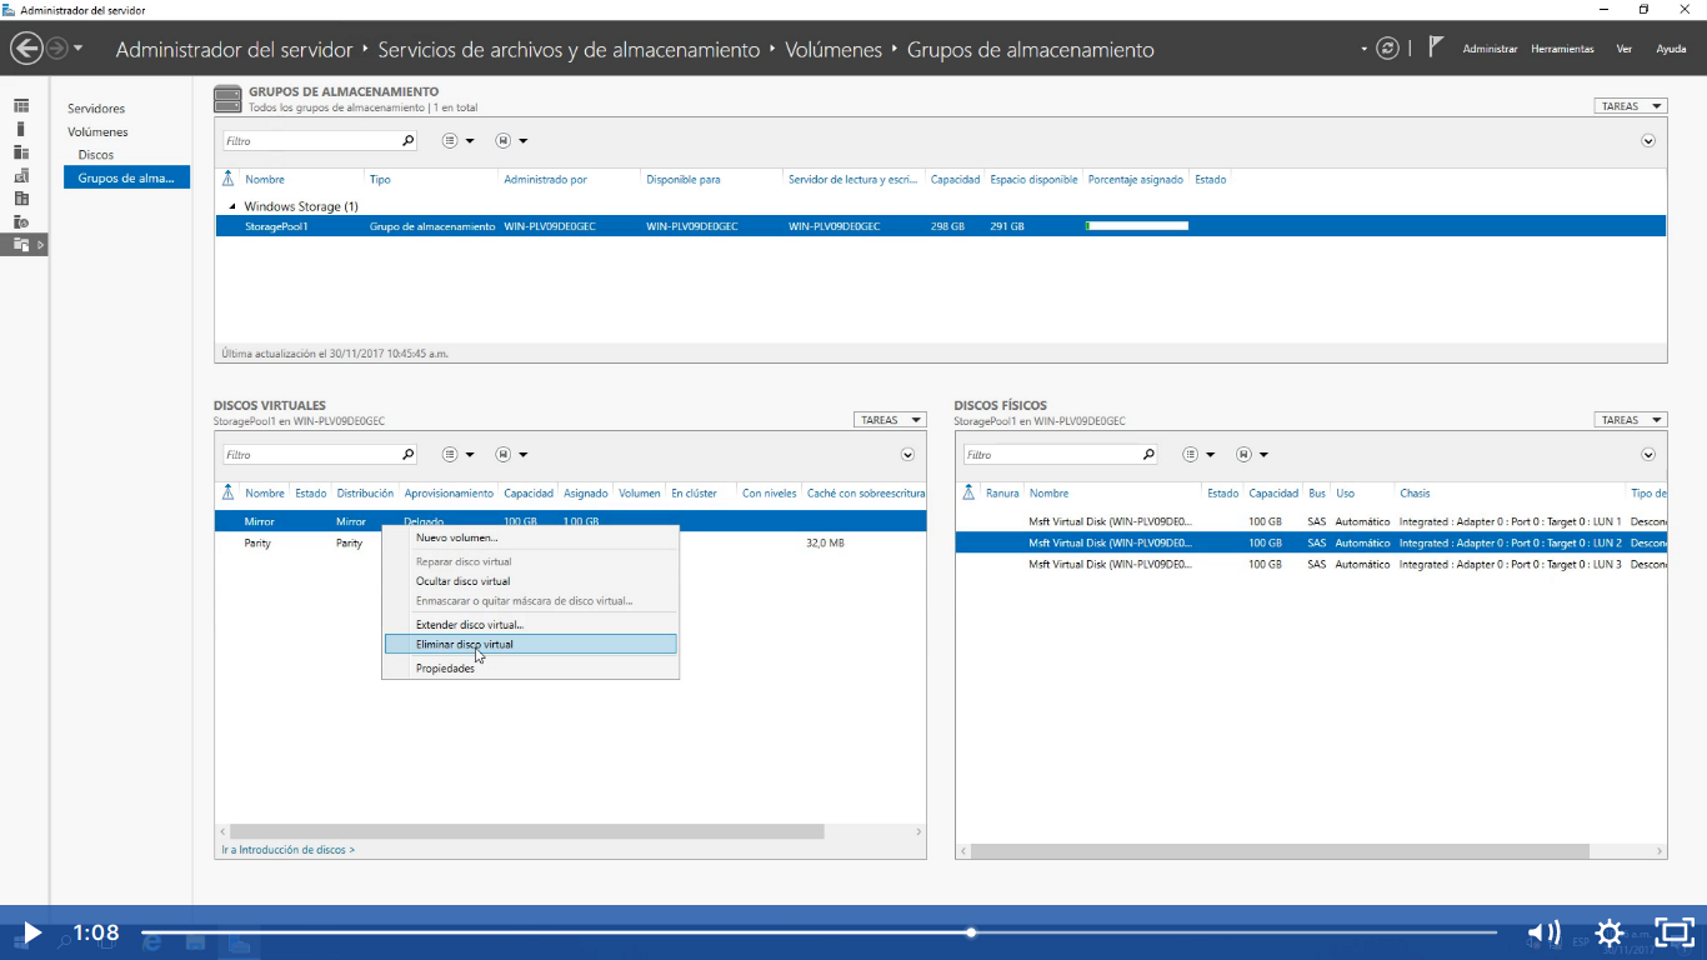 Administrador del servidor
Administrador del servidor ‣ Servicios de archivos y de almacenamiento ‣ Volúmenes ‣ Grupos de almacenamiento
Administrar Herramientas Ver Ayuda
Servidores
Volúmenes
Discos
Grupos de alma...
GRUPOS DE ALMACENAMIENTO
Todos los grupos de almacenamiento | 1 en total
TAREAS
Filtro
Nombre Tipo Administrado por Disponible para Servidor de lectura y escri... Capacidad Espacio disponible Porcentaje asignado Estado
Windows Storage (1)
StoragePool1 Grupo de almacenamiento WIN-PLV09DE0GEC WIN-PLV09DE0GEC WIN-PLV09DE0GEC 298 GB 291 GB
Última actualización el 30/11/2017 10:45:45 a.m.
DISCOS VIRTUALES
StoragePool1 en WIN-PLV09DE0GEC
TAREAS
Filtro
Nombre Estado Distribución Aprovisionamiento Capacidad Asignado Volumen En clúster Con niveles Caché con sobreescritura
Mirror Mirror Delgado 100 GB 1,00 GB
Parity Parity 32,0 MB
Nuevo volumen...
Reparar disco virtual
Ocultar disco virtual
Enmascarar o quitar máscara de disco virtual...
Extender disco virtual...
Eliminar disco virtual
Propiedades
Ir a Introducción de discos >
DISCOS FÍSICOS
StoragePool1 en WIN-PLV09DE0GEC
TAREAS
Filtro
Ranura Nombre Estado Capacidad Bus Uso Chasis Tipo de
Msft Virtual Disk (WIN-PLV09DE0... 100 GB SAS Automático Integrated : Adapter 0 : Port 0 : Target 0 : LUN 1 Descon
Msft Virtual Disk (WIN-PLV09DE0... 100 GB SAS Automático Integrated : Adapter 0 : Port 0 : Target 0 : LUN 2 Descon
Msft Virtual Disk (WIN-PLV09DE0... 100 GB SAS Automático Integrated : Adapter 0 : Port 0 : Target 0 : LUN 3 Descon
1:08
ESP
30/11/2017